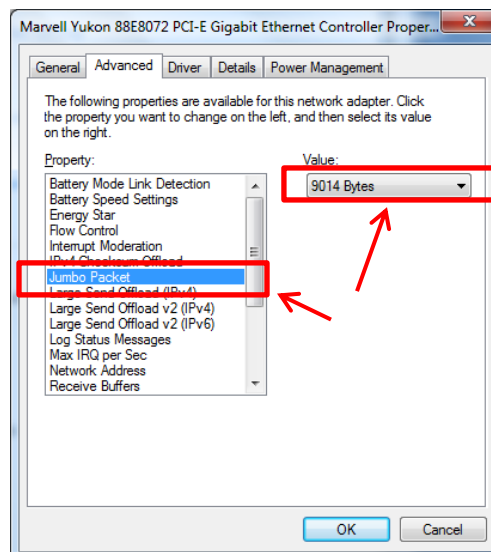 Marvell Yukon 88E8072 PCI-E Gigabit Ethernet Controller Proper...
General Advanced Driver Details Power Management
The following properties are available for this network adapter. Click
the property you want to change on the left, and then select its value
on the right.
Property:
Value:
Battery Mode Link Detection
9014 Bytes
Battery Speed Settings
Energy Star
Flow Control
Interrupt Moderation
IPv4 Checksum Offload
Jumbo Packet
Large Send Offload (IPv4)
Large Send Offload v2 (IPv4)
Large Send Offload v2 (IPv6)
Log Status Messages
Max IRQ per Sec
Network Address
Receive Buffers
OK Cancel